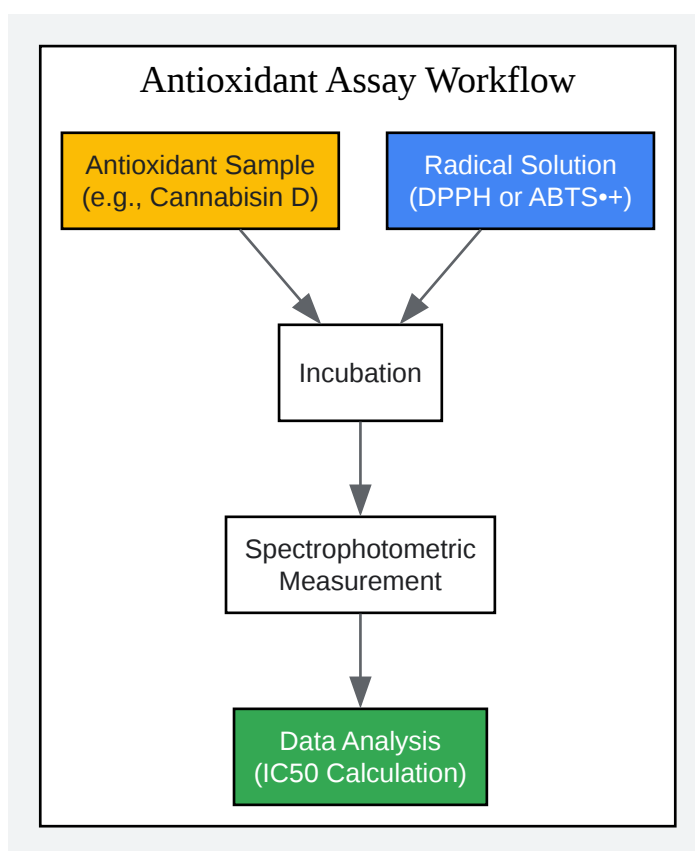 Antioxidant Assay Workflow
Antioxidant Sample
(e.g., Cannabisin D)
Radical Solution
(DPPH or ABTS•+)
Incubation
Spectrophotometric
Measurement
Data Analysis
(IC50 Calculation)